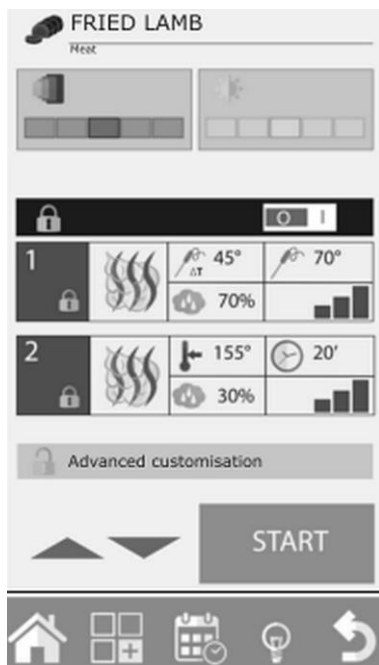 FRIED LAMB
Meat
O I
1
45° 70°
ΔT
70%
2
155° 20'
30%
Advanced customisation
START